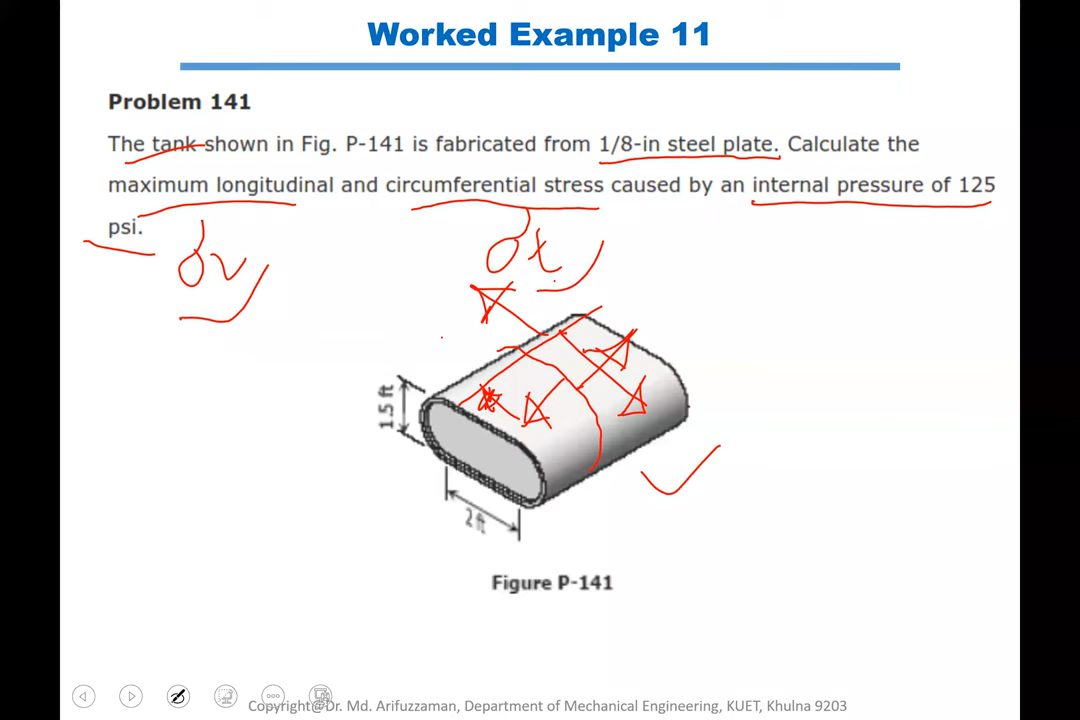 Worked Example 11
Problem 141
The tank shown in Fig. P-141 is fabricated from 1/8-in steel plate. Calculate the
maximum longitudinal and circumferential stress caused by an internal pressure of 125
psi.
1.5 ft
2 ft
Figure P-141
Copyright@Dr. Md. Arifuzzaman, Department of Mechanical Engineering, KUET, Khulna 9203